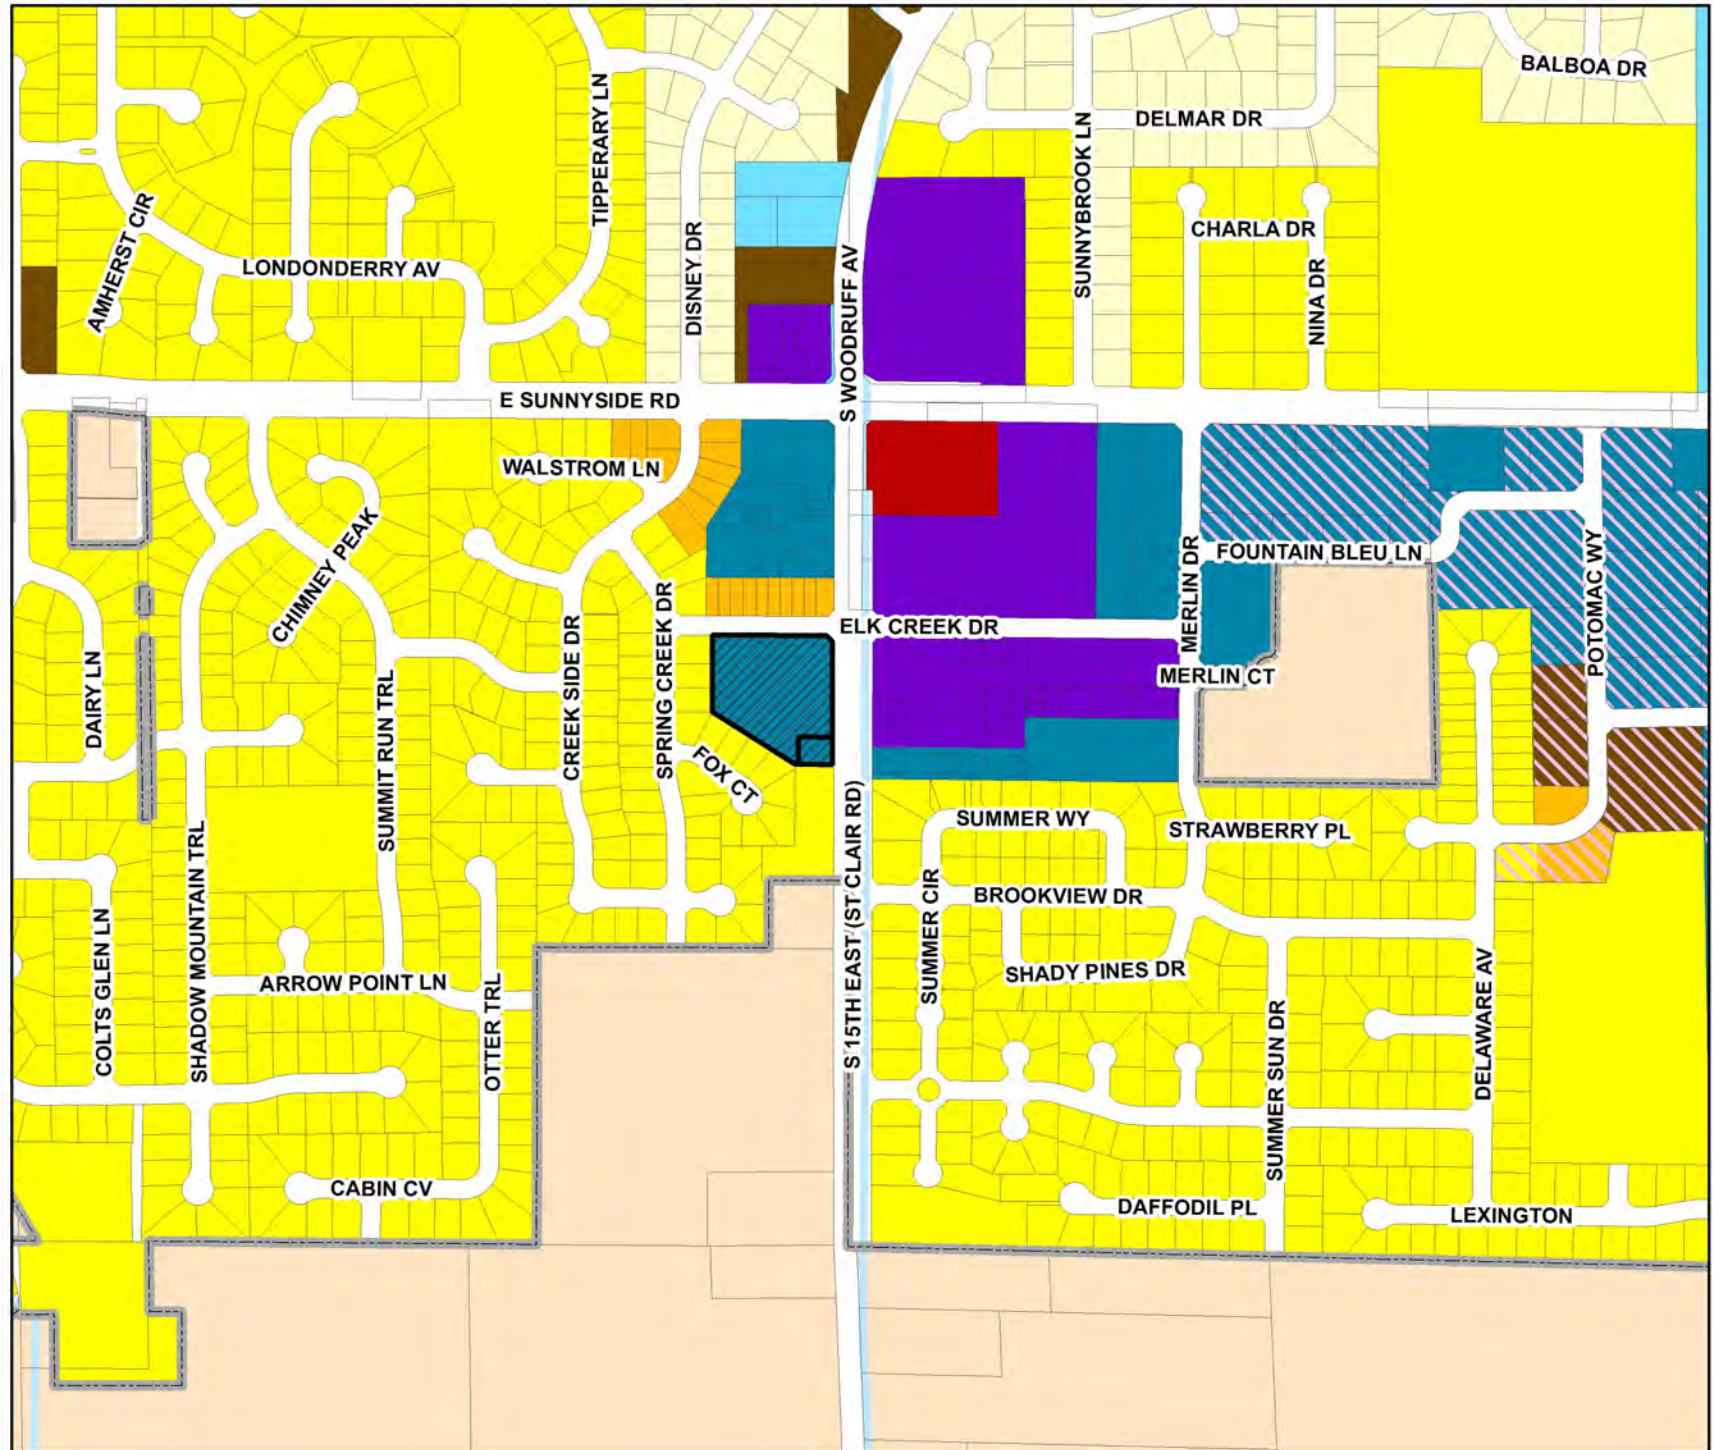 BALBOA DR
DELMAR DR
TIPPERARY LN
SUNNYBROOK LN
AMHERST CIR
CHARLA DR
LONDONDERRY AV
DISNEY DR
S WOODRUFF AV
NINA DR
E SUNNYSIDE RD
WALSTROM LN
CHIMNEY PEAK
FOUNTAIN BLEU LN
MERLIN DR
POTOMAC WY
ELK CREEK DR
SPRING CREEK DR
CREEK SIDE DR
DAIRY LN
SUMMIT RUN TRL
MERLIN CT
FOX CT
SUMMER WY
STRAWBERRY PL
S 15TH EAST (ST CLAIR RD)
SHADOW MOUNTAIN TRL
BROOKVIEW DR
SUMMER CIR
COLTS GLEN LN
SHADY PINES DR
ARROW POINT LN
OTTER TRL
DELAWARE AV
SUMMER SUN DR
CABIN CV
DAFFODIL PL
LEXINGTON